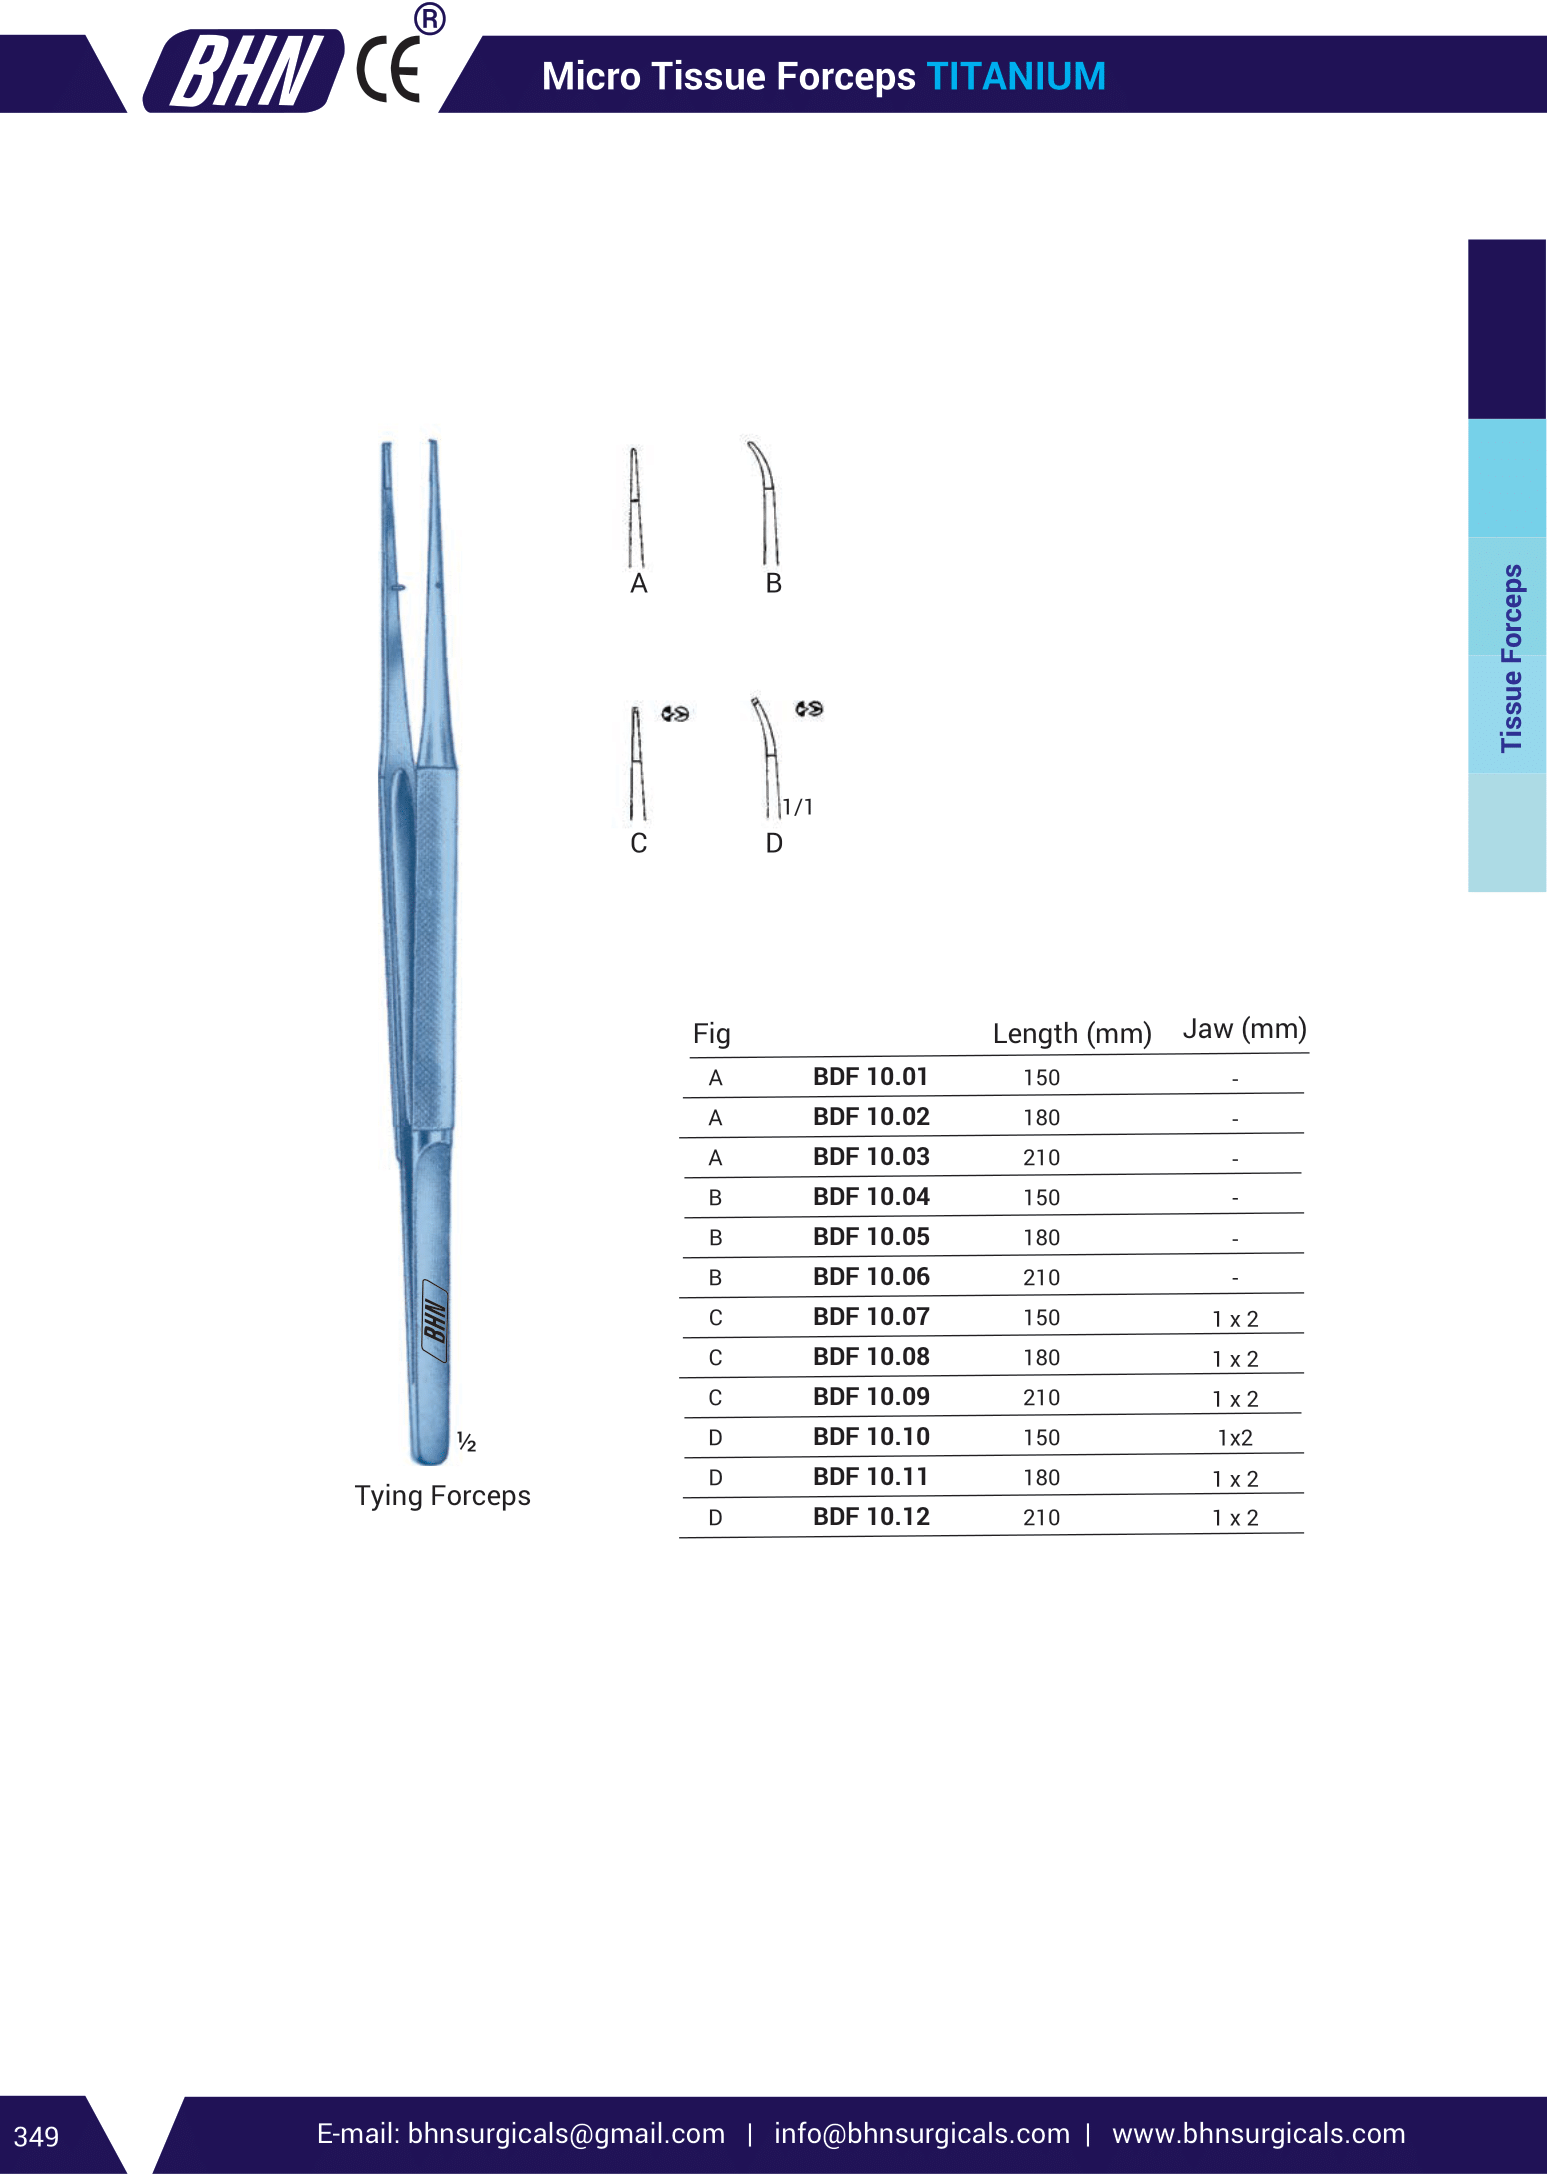 BHN CE ®
Micro Tissue Forceps TITANIUM
Tissue Forceps
A B
1/1
C D
BHN
½
Tying Forceps
Fig Length (mm) Jaw (mm)
A BDF 10.01 150 -
A BDF 10.02 180 -
A BDF 10.03 210 -
B BDF 10.04 150 -
B BDF 10.05 180 -
B BDF 10.06 210 -
C BDF 10.07 150 1 x 2
C BDF 10.08 180 1 x 2
C BDF 10.09 210 1 x 2
D BDF 10.10 150 1x2
D BDF 10.11 180 1 x 2
D BDF 10.12 210 1 x 2
349
E-mail: bhnsurgicals@gmail.com | info@bhnsurgicals.com | www.bhnsurgicals.com